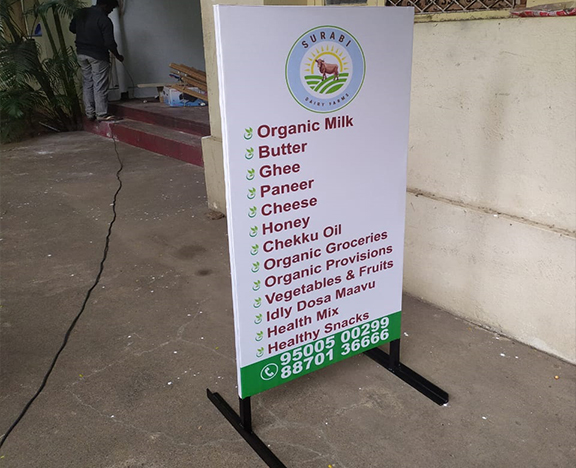 SURABI
DAIRY FARMS
Organic Milk
Butter
Ghee
Paneer
Cheese
Honey
Chekku Oil
Organic Groceries
Organic Provisions
Vegetables & Fruits
Idly Dosa Maavu
Health Mix
Healthy Snacks
95005 00299
88701 36666